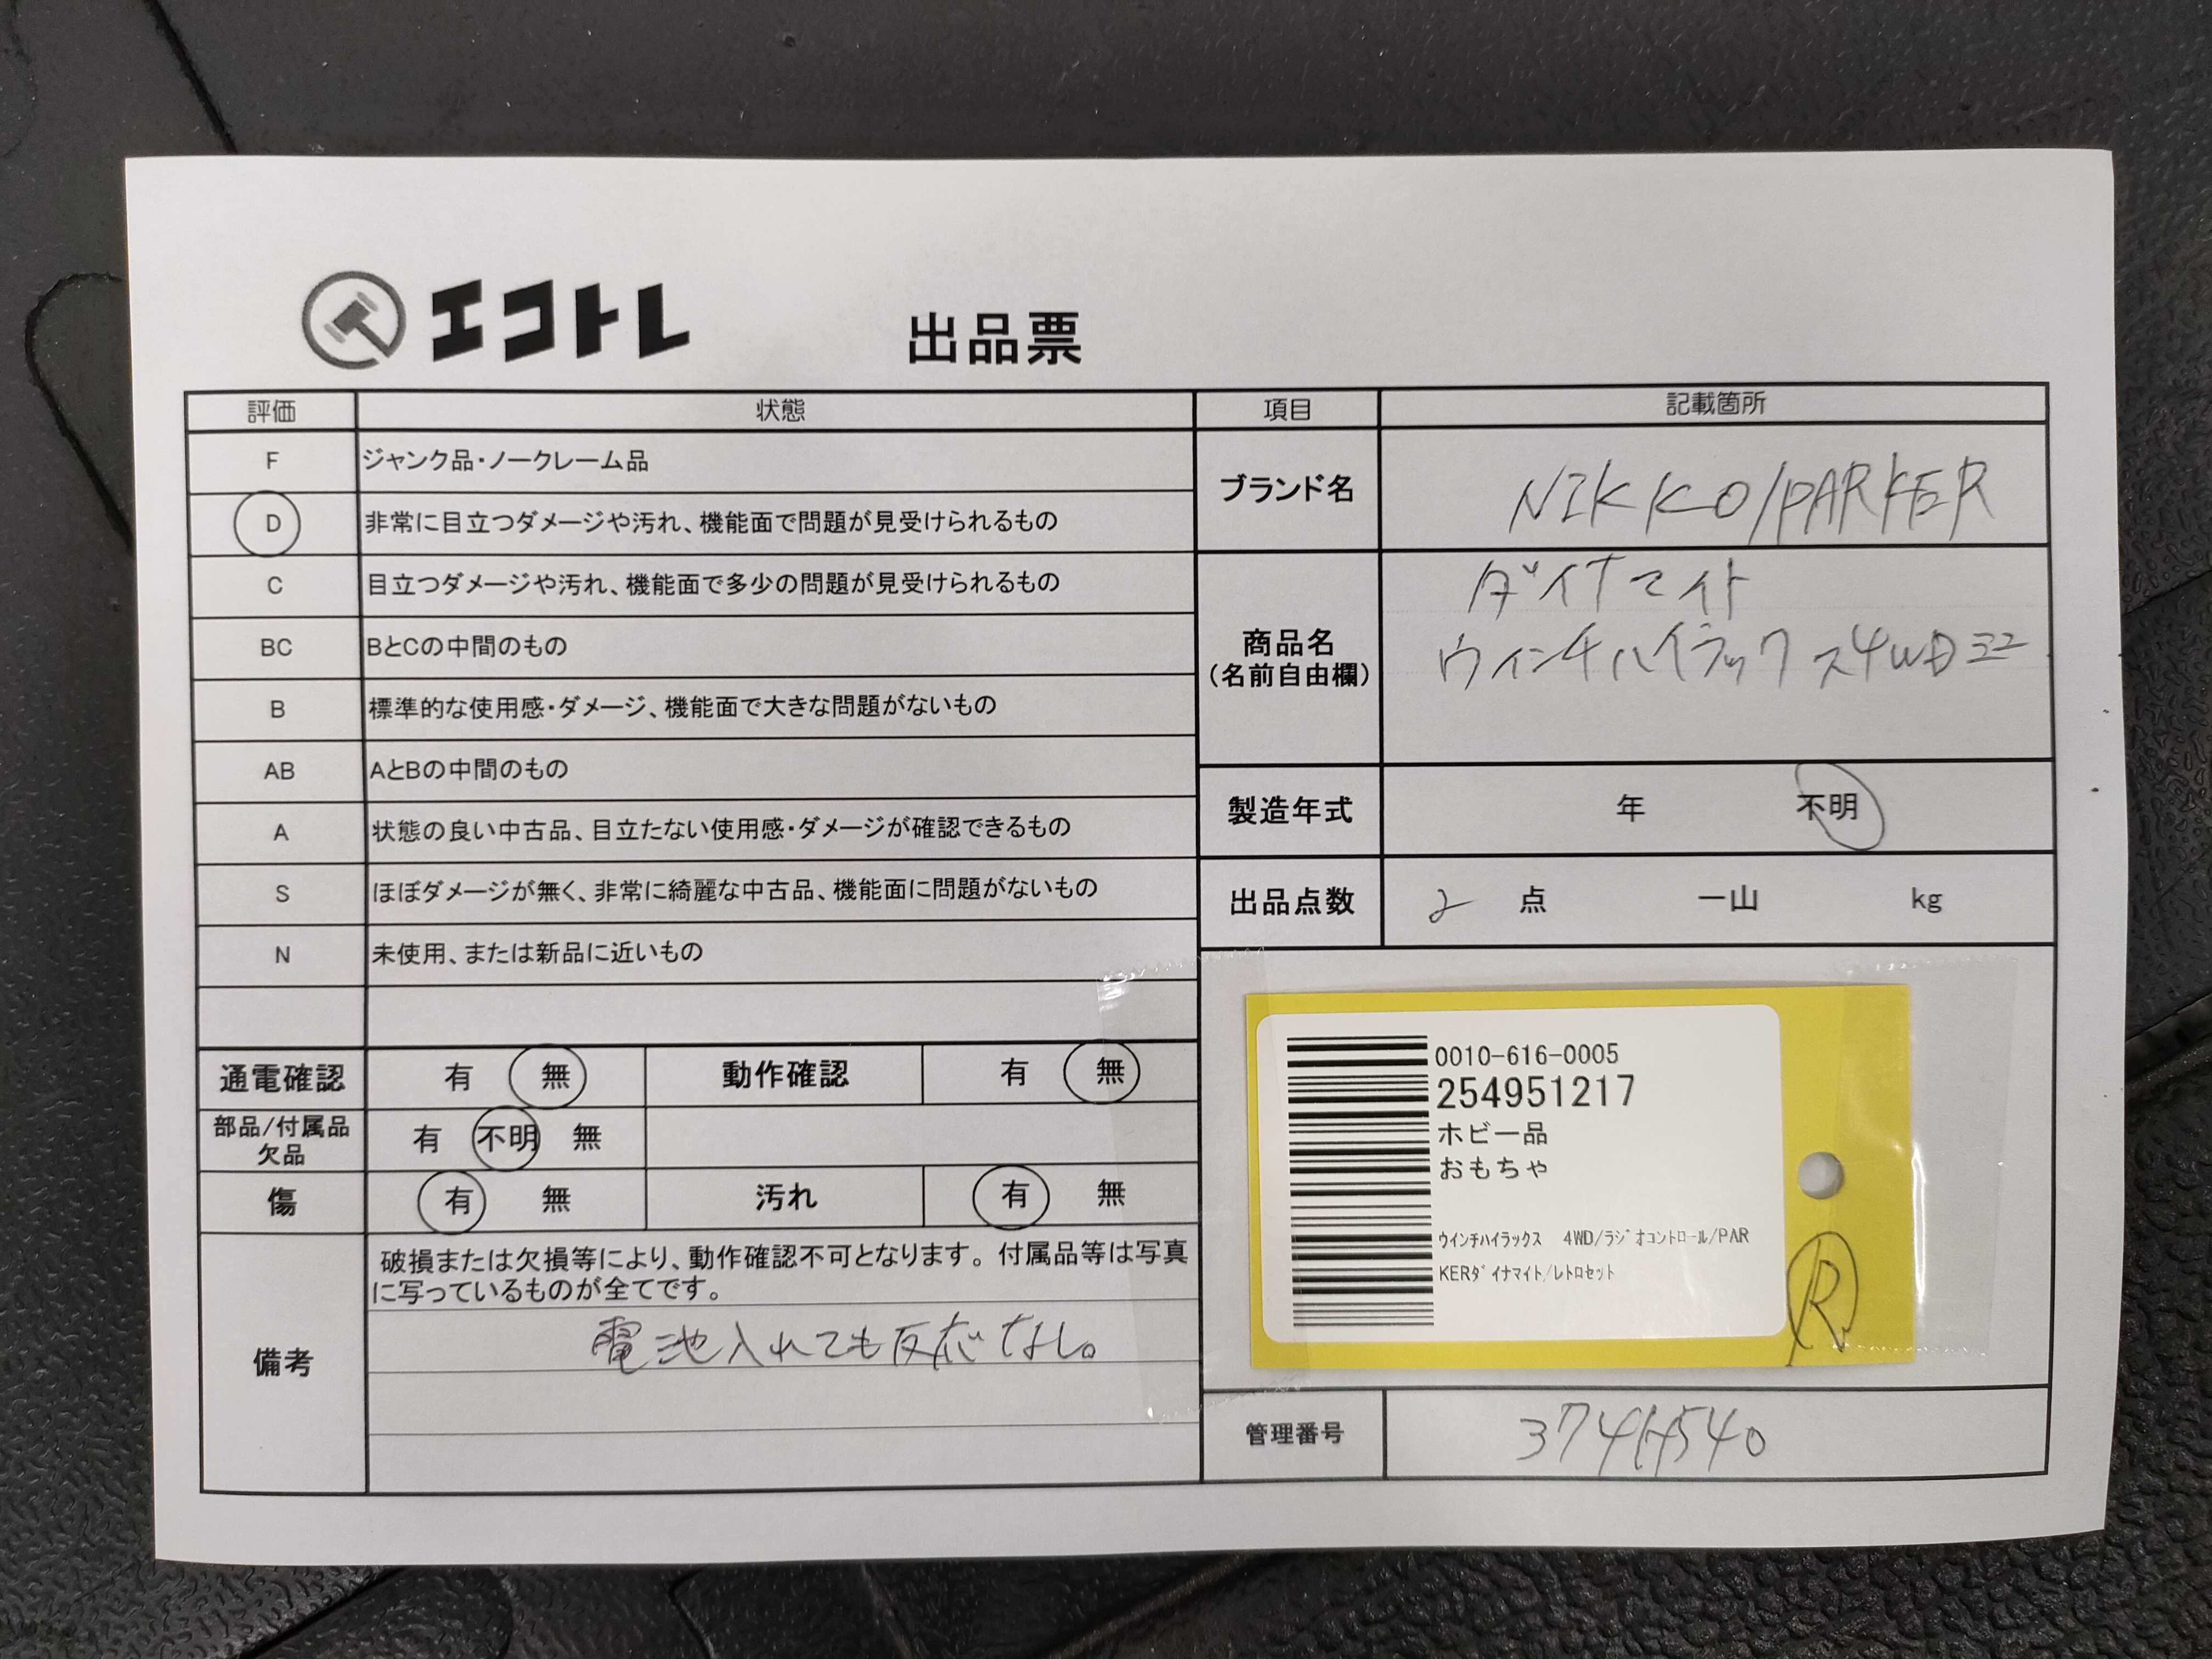 エコトレ
出品票
評価 状態 項目 記載箇所
F ジャンク品・ノークレーム品
D 非常に目立つダメージや汚れ、機能面で問題が見受けられるもの
C 目立つダメージや汚れ、機能面で多少の問題が見受けられるもの
BC BとCの中間のもの
B 標準的な使用感・ダメージ、機能面で大きな問題がないもの
AB AとBの中間のもの
A 状態の良い中古品、目立たない使用感・ダメージが確認できるもの
S ほぼダメージが無く、非常に綺麗な中古品、機能面に問題がないもの
N 未使用、または新品に近いもの
ブランド名 NIKKO/PARKER
商品名
(名前自由欄)
ダイナマイト
ウインチハイラックス4WD
製造年式 年 不明
出品点数 2 点 一山 kg
通電確認 有 無 動作確認 有 無
部品/付属品
欠品
有 不明 無
傷 有 無 汚れ 有 無
備考
破損または欠損等により、動作確認不可となります。付属品等は写真
に写っているものが全てです。
電池入れても反応なし。
0010-616-0005
254951217
ホビー品
おもちゃ
ウインチハイラックス 4WD/ラジオコントロール/PAR
KERダイナマイト/レトロセット
R
管理番号